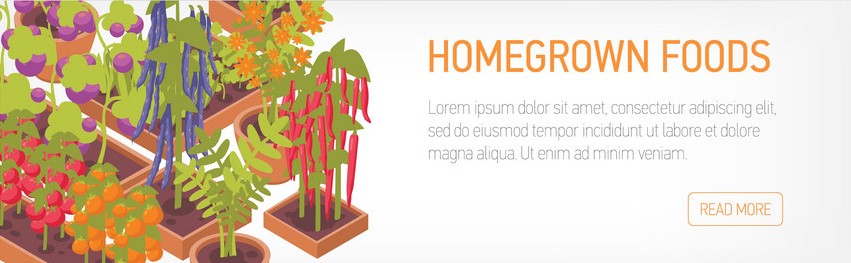 HOMEGROWN FOODS
Lorem ipsum dolor sit amet, consectetur adipiscing elit,
sed do eiusmod tempor incididunt ut labore et dolore
magna aliqua. Ut enim ad minim veniam.
READ MORE